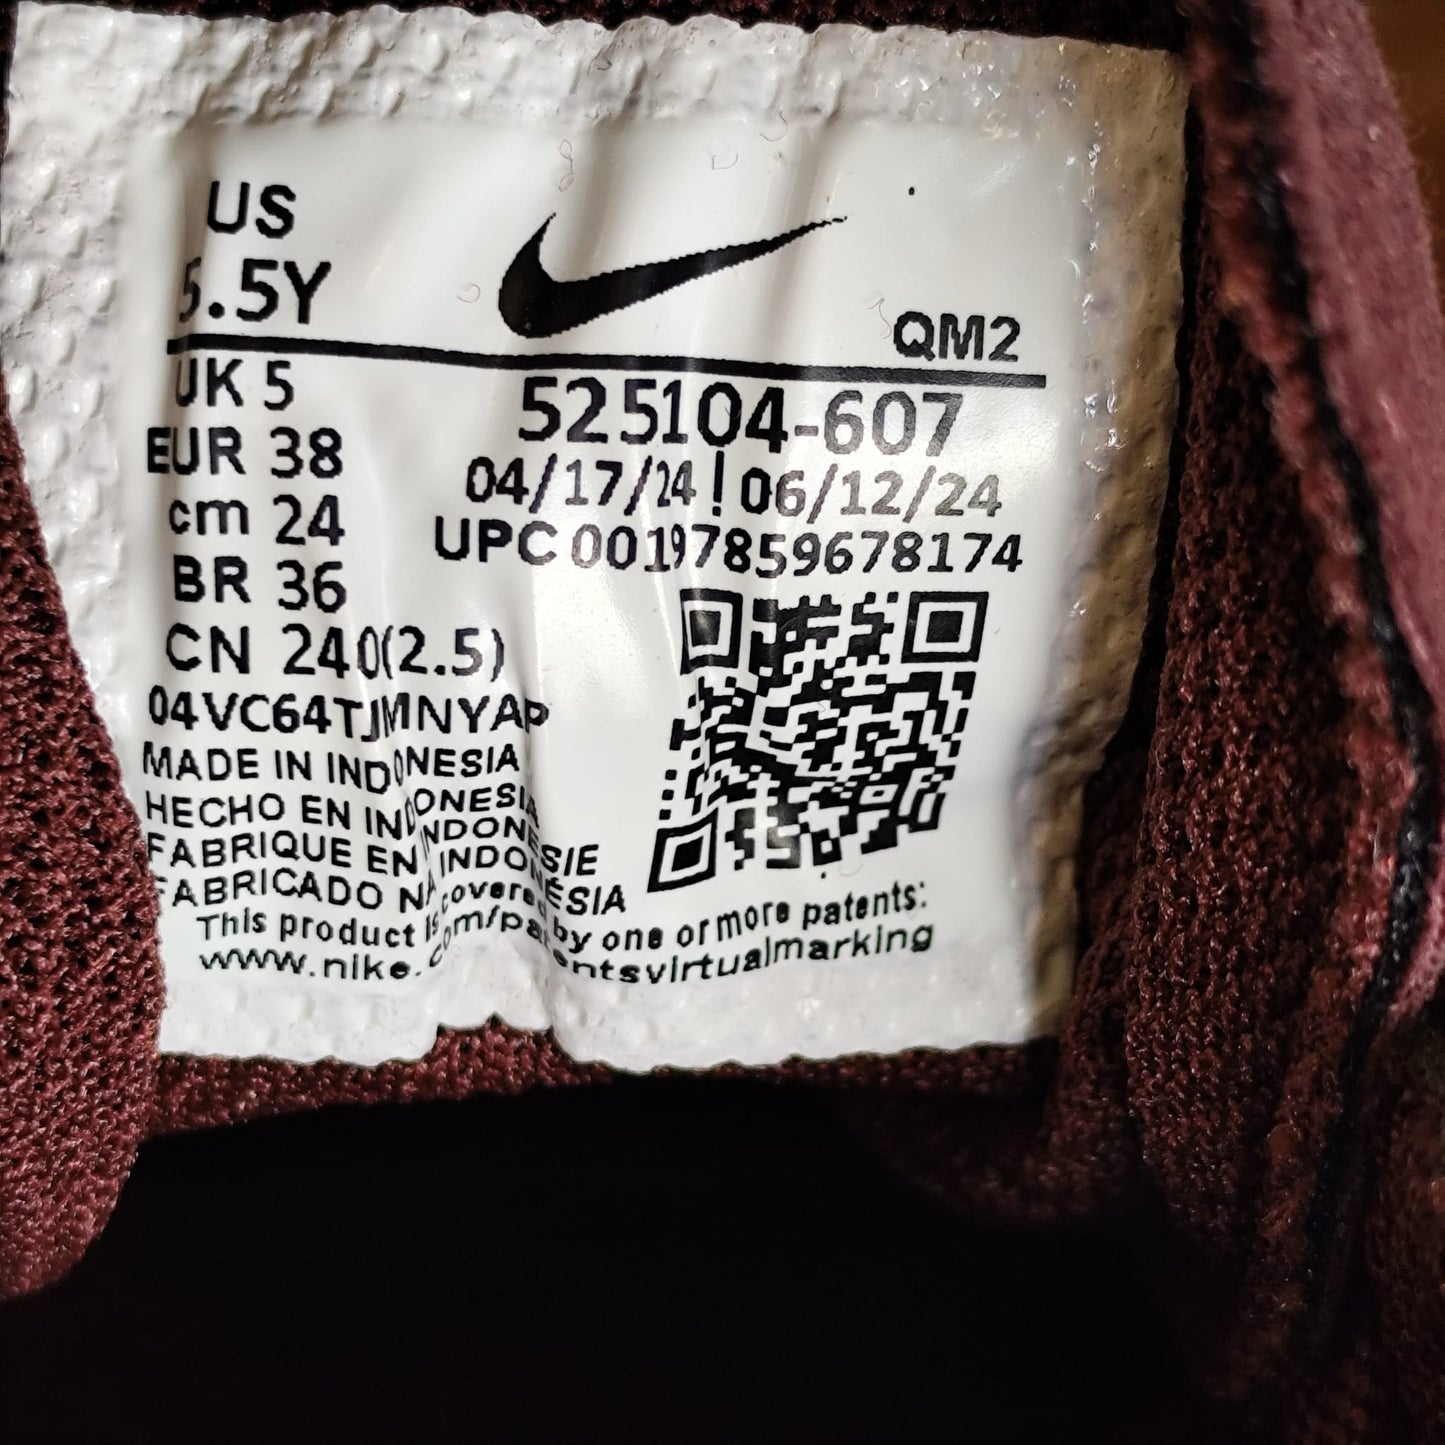 US
5.5Y
QM2
UK 5
EUR 38
cm 24
BR 36
CN 240(2.5)
525104-607
04/17/24 | 06/12/24
UPC 00197859678174
04VC64TJMNYAP
MADE IN INDONESIA
HECHO EN INDONESIA
FABRIQUE EN INDONESIE
FABRICADO NA INDONÉSIA
This product is covered by one or more patents:
www.nike.com/patentsvirtualmarking